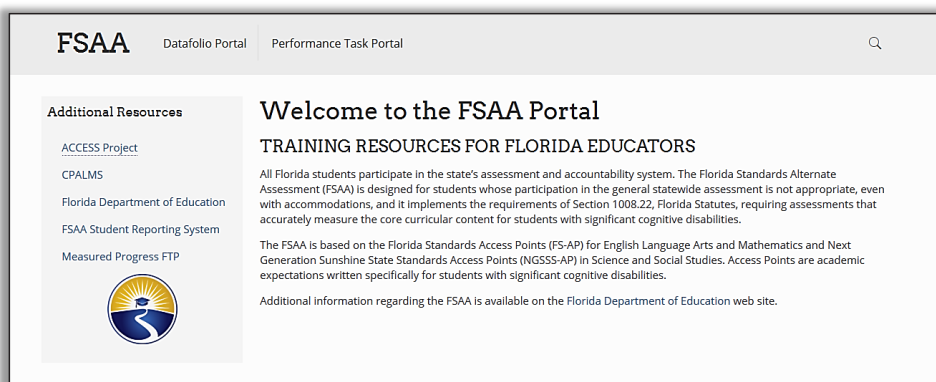 FSAA
Datafolio Portal
Performance Task Portal
Additional Resources
ACCESS Project
CPALMS
Florida Department of Education
FSAA Student Reporting System
Measured Progress FTP
Welcome to the FSAA Portal
TRAINING RESOURCES FOR FLORIDA EDUCATORS
All Florida students participate in the state's assessment and accountability system. The Florida Standards Alternate
Assessment (FSAA) is designed for students whose participation in the general statewide assessment is not appropriate, even
with accommodations, and it implements the requirements of Section 1008.22, Florida Statutes, requiring assessments that
accurately measure the core curricular content for students with significant cognitive disabilities.
The FSAA is based on the Florida Standards Access Points (FS-AP) for English Language Arts and Mathematics and Next
Generation Sunshine State Standards Access Points (NGSSS-AP) in Science and Social Studies. Access Points are academic
expectations written specifically for students with significant cognitive disabilities.
Additional information regarding the FSAA is available on the Florida Department of Education web site.